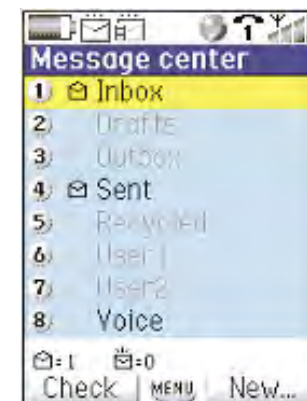 Message center
1) Inbox
2) Drafts
3) Outbox
4) Sent
5) Recycled
6) User1
7) User2
8) Voice
=1 =0
Check MENU New...